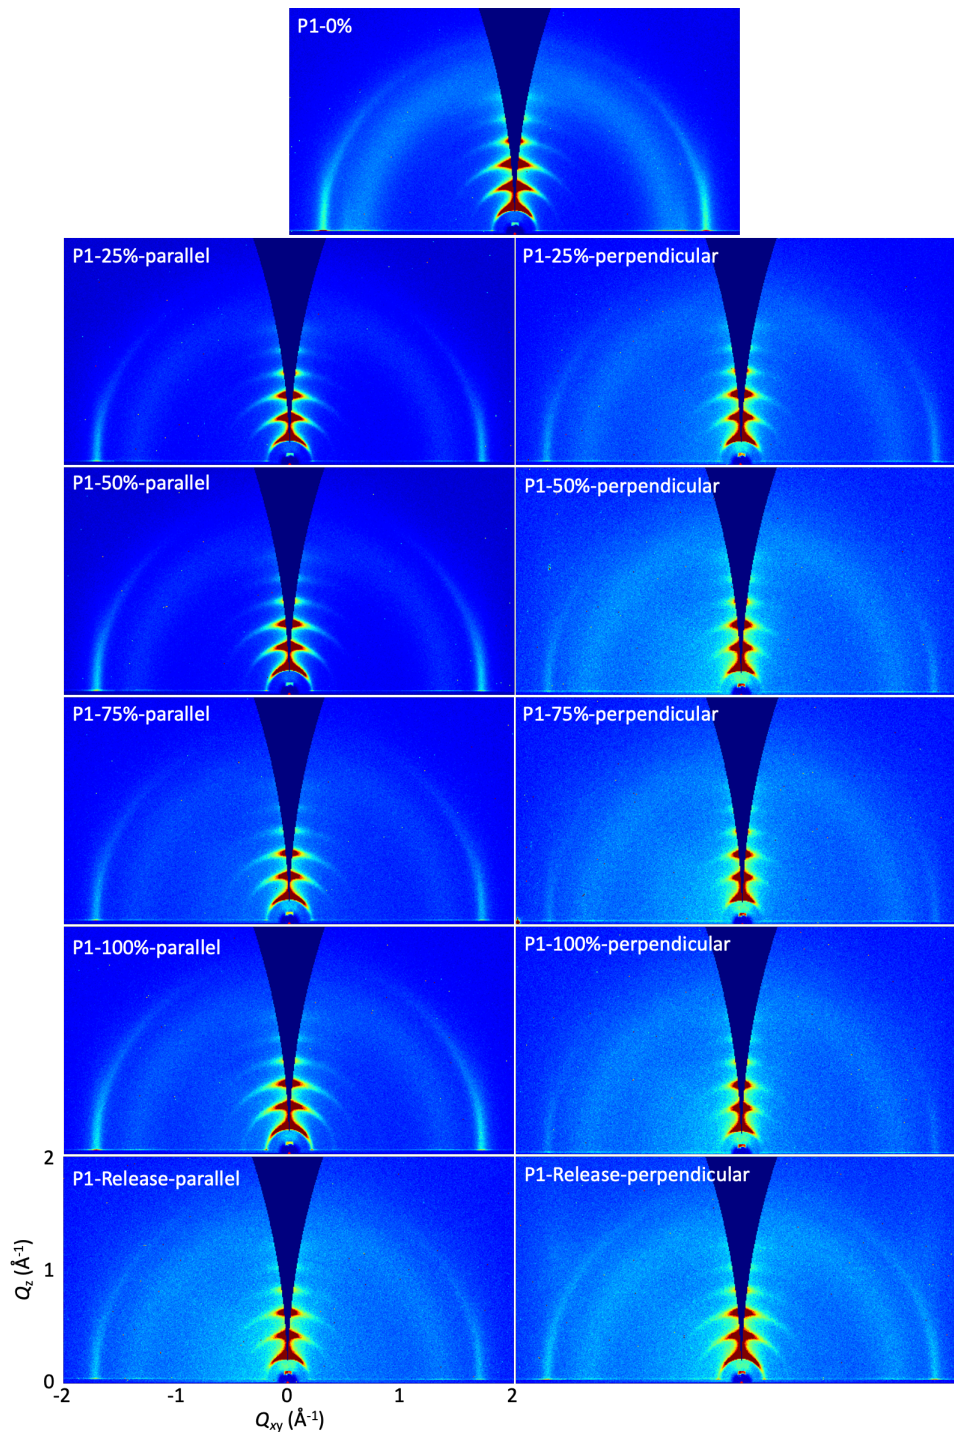 P1-0%
P1-25%-parallel
P1-25%-perpendicular
P1-50%-parallel
P1-50%-perpendicular
P1-75%-parallel
P1-75%-perpendicular
P1-100%-parallel
P1-100%-perpendicular
P1-Release-parallel
P1-Release-perpendicular
2
1
0
Qz (Å-1)
-2 -1 0 1 2
Qxy (Å-1)